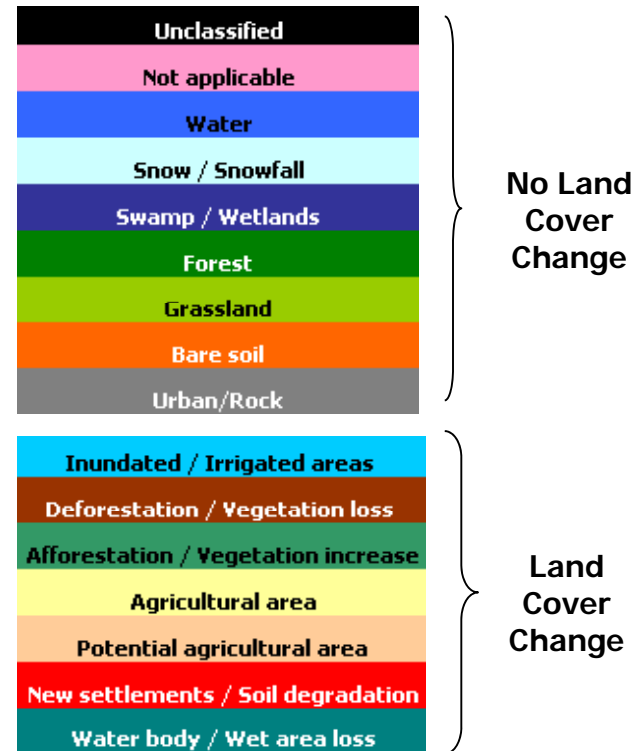 Unclassified
Not applicable
Water
Snow / Snowfall
Swamp / Wetlands
Forest
Grassland
Bare soil
Urban/Rock
No Land
Cover
Change
Inundated / Irrigated areas
Deforestation / Vegetation loss
Afforestation / Vegetation increase
Agricultural area
Potential agricultural area
New settlements / Soil degradation
Water body / Wet area loss
Land
Cover
Change